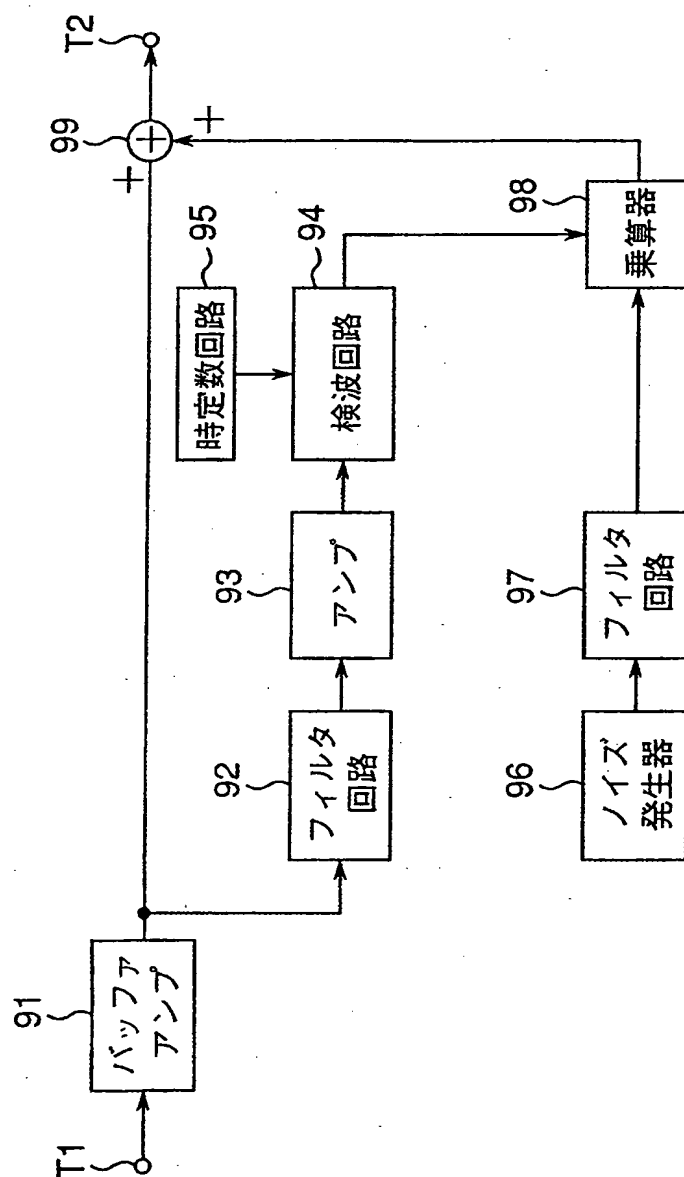 T1
91
バッファ
アンプ
92
フィルタ
回路
93
アンプ
94
検波回路
95
時定数回路
96
ノイズ
発生器
97
フィルタ
回路
98
乗算器
99
+
+
+
T2